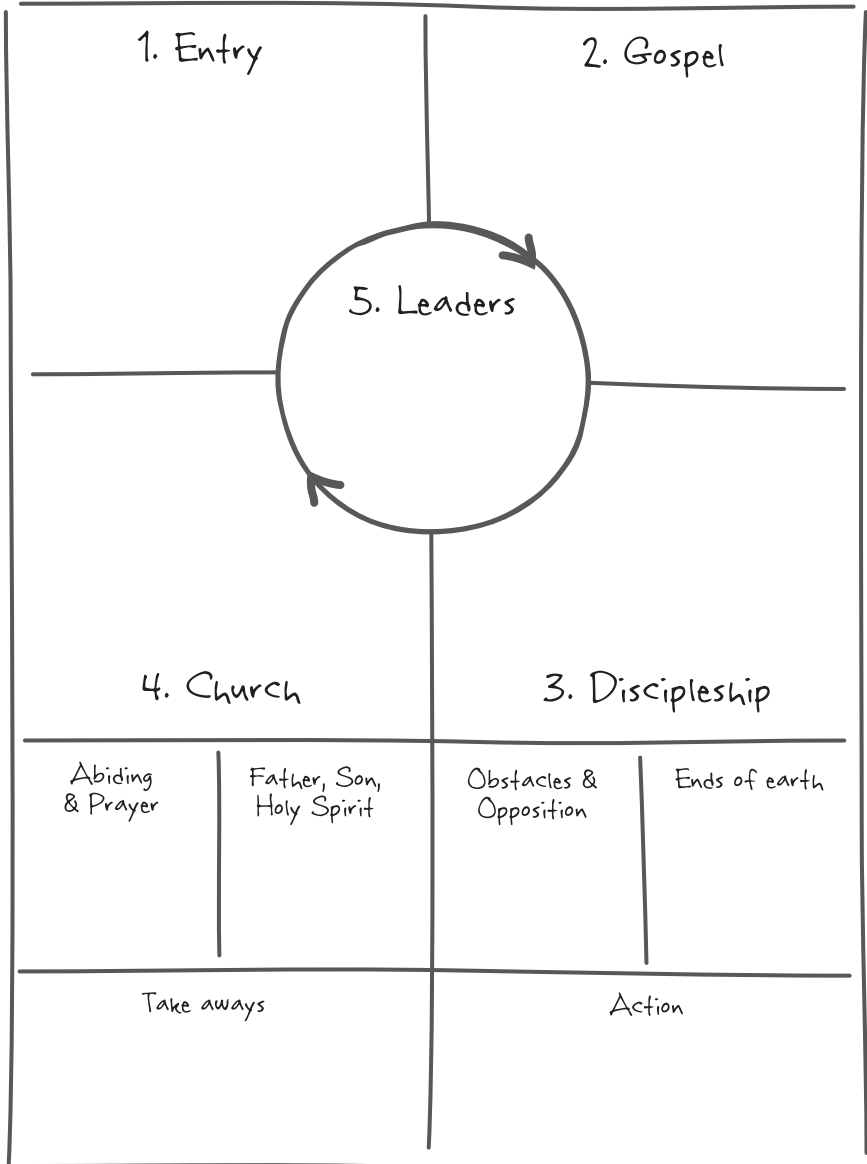 1. Entry
2. Gospel
5. Leaders
4. Church
3. Discipleship
Abiding
& Prayer
Father, Son,
Holy Spirit
Obstacles &
Opposition
Ends of earth
Take aways
Action